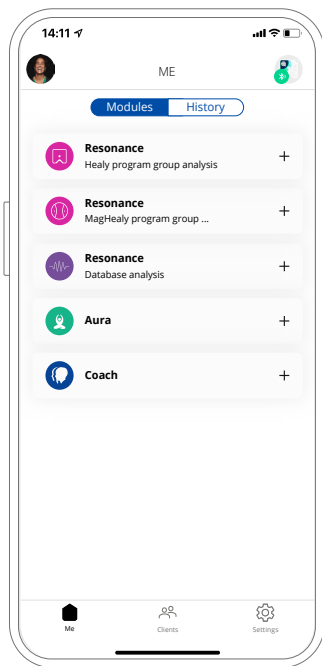 14:11
ME
Modules History
Resonance
Healy program group analysis
Resonance
MagHealy program group ...
Resonance
Database analysis
Aura
Coach
Me Clients Settings